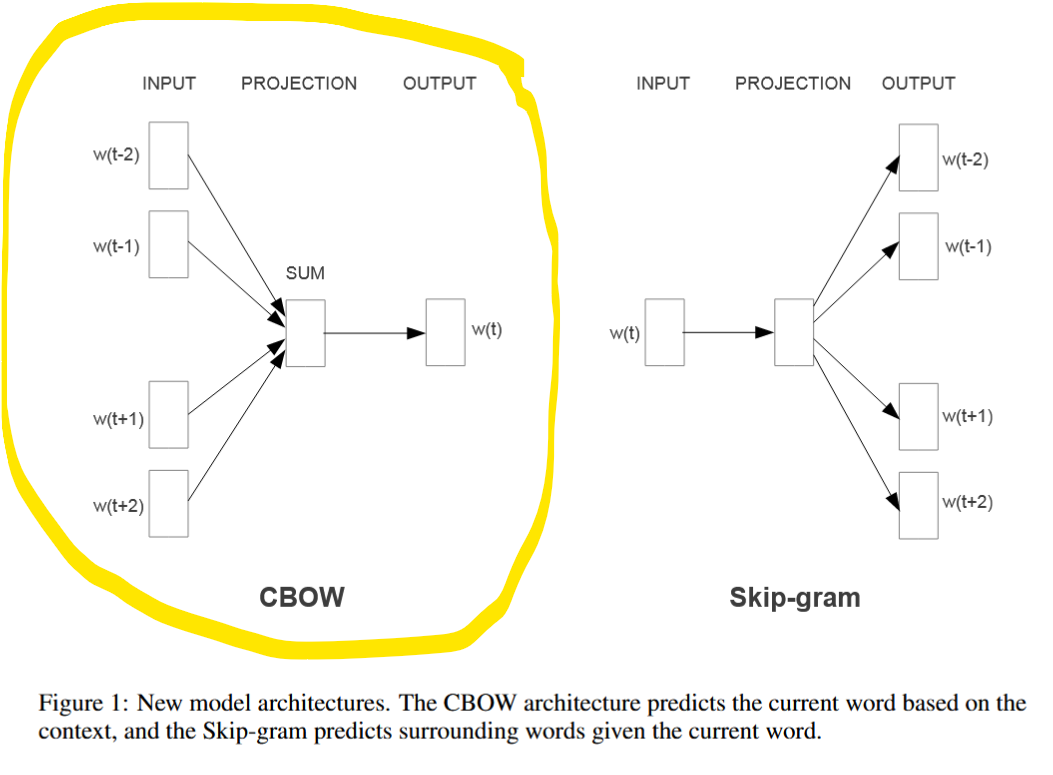 INPUT PROJECTION OUTPUT
w(t-2)
w(t-1)
SUM
w(t)
w(t+1)
w(t+2)
CBOW
INPUT PROJECTION OUTPUT
w(t-2)
w(t-1)
w(t)
w(t+1)
w(t+2)
Skip-gram
Figure 1: New model architectures. The CBOW architecture predicts the current word based on the
context, and the Skip-gram predicts surrounding words given the current word.